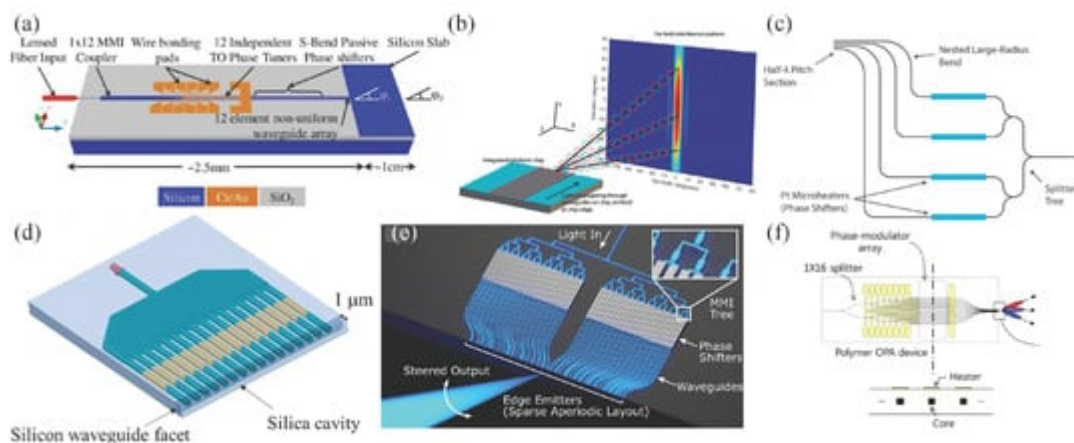 (a)
Lensed
Fiber Input
1x12 MMI
Coupler
Wire bonding
pads
12 Independent
TO Phase Tuners
S-Bend Passive
Phase shifters
Silicon Slab
12 element non-uniform
waveguide array
~2.5mm
~1cm
Silicon
Cr/Au
SiO2
(b)
(c)
Half-λ Pitch
Section
Nested Large-Radius
Bend
Pt Microheaters
(Phase Shifters)
Splitter
Tree
(d)
1 μm
Silicon waveguide facet
Silica cavity
(e)
Light In
MMI
Tree
Phase
Shifters
Waveguides
Steered Output
Edge Emitters
(Sparse Aperiodic Layout)
(f)
Phase-modulator
array
1X16 splitter
Polymer OPA device
Heater
Core